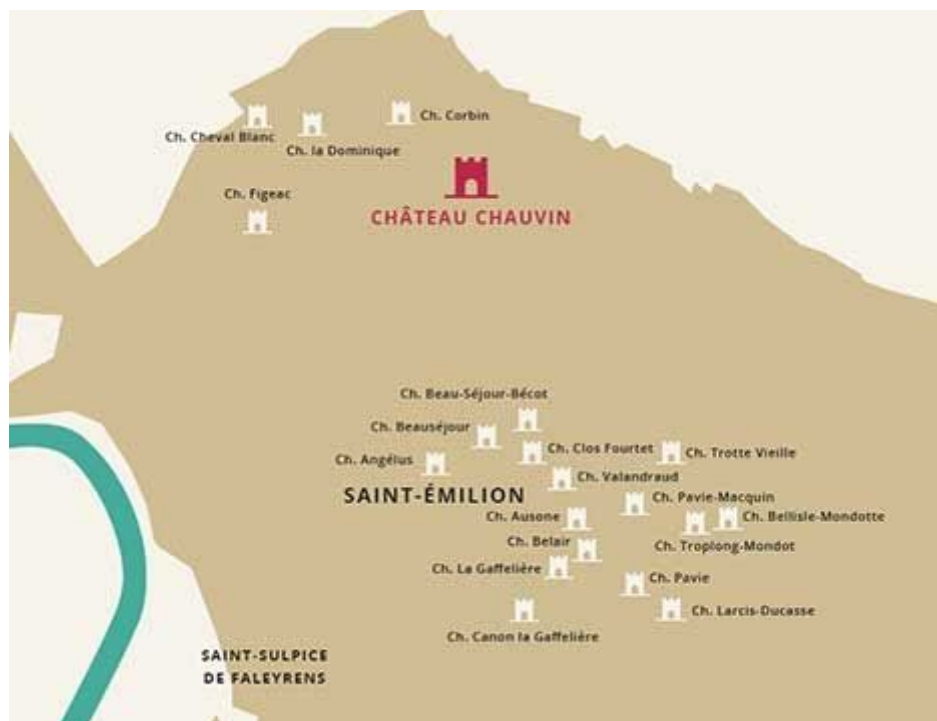 Ch. Corbin
Ch. Cheval Blanc
Ch. la Dominique
Ch. Figeac
CHÂTEAU CHAUVIN
Ch. Beau-Séjour-Bécot
Ch. Beauséjour
Ch. Clos Fourtet
Ch. Trotte Vieille
Ch. Angélus
Ch. Valandraud
SAINT-ÉMILION
Ch. Pavie-Macquin
Ch. Ausone
Ch. Bellisle-Mondotte
Ch. Belair
Ch. Troplong-Mondot
Ch. La Gaffelière
Ch. Pavie
Ch. Larcis-Ducasse
Ch. Canon la Gaffelière
SAINT-SULPICE
DE FALEYRENS